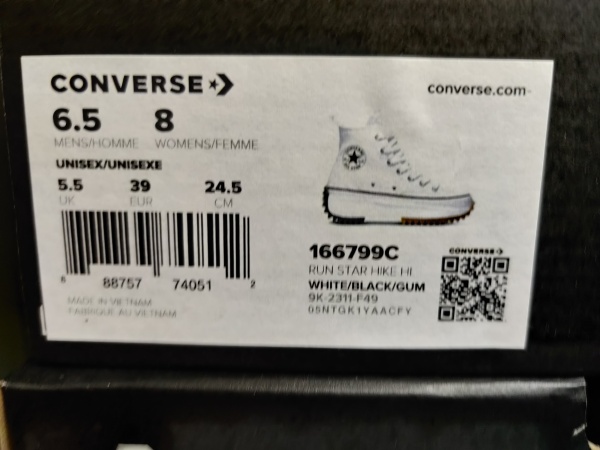 CONVERSE
converse.com
6.5 8
MENS/HOMME WOMENS/FEMME
UNISEX/UNISEXE
5.5 39 24.5
UK EUR CM
8 88757 74051 2
MADE IN VIETNAM
FABRIQUE AU VIETNAM
166799C
RUN STAR HIKE HI
WHITE/BLACK/GUM
9K-2311-F49
05NTGK1YAACFY
CONVERSE